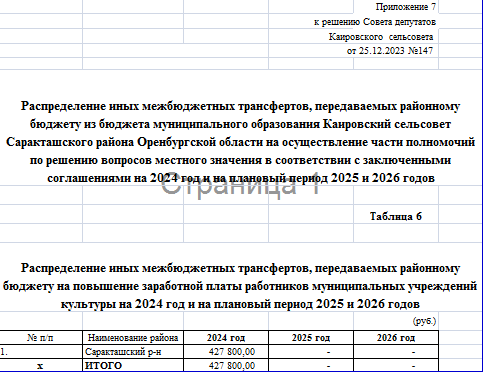 Приложение 7
к решению Совета депутатов
Каировского сельсовета
от 25.12.2023 №147
Распределение иных межбюджетных трансфертов, передаваемых районному
бюджету из бюджета муниципального образования Каировский сельсовет
Саракташского района Оренбургской области на осуществление части полномочий
по решению вопросов местного значения в соответствии с заключенными
соглашениями на 2024 год и на плановый период 2025 и 2026 годов
Страница 1
Таблица 6
Распределение иных межбюджетных трансфертов, передаваемых районному
бюджету на повышение заработной платы работников муниципальных учреждений
культуры на 2024 год и на плановый период 2025 и 2026 годов
(руб.)
№ п/п Наименование района 2024 год 2025 год 2026 год
1. Саракташский р-н 427 800,00 - -
х ИТОГО 427 800,00 - -